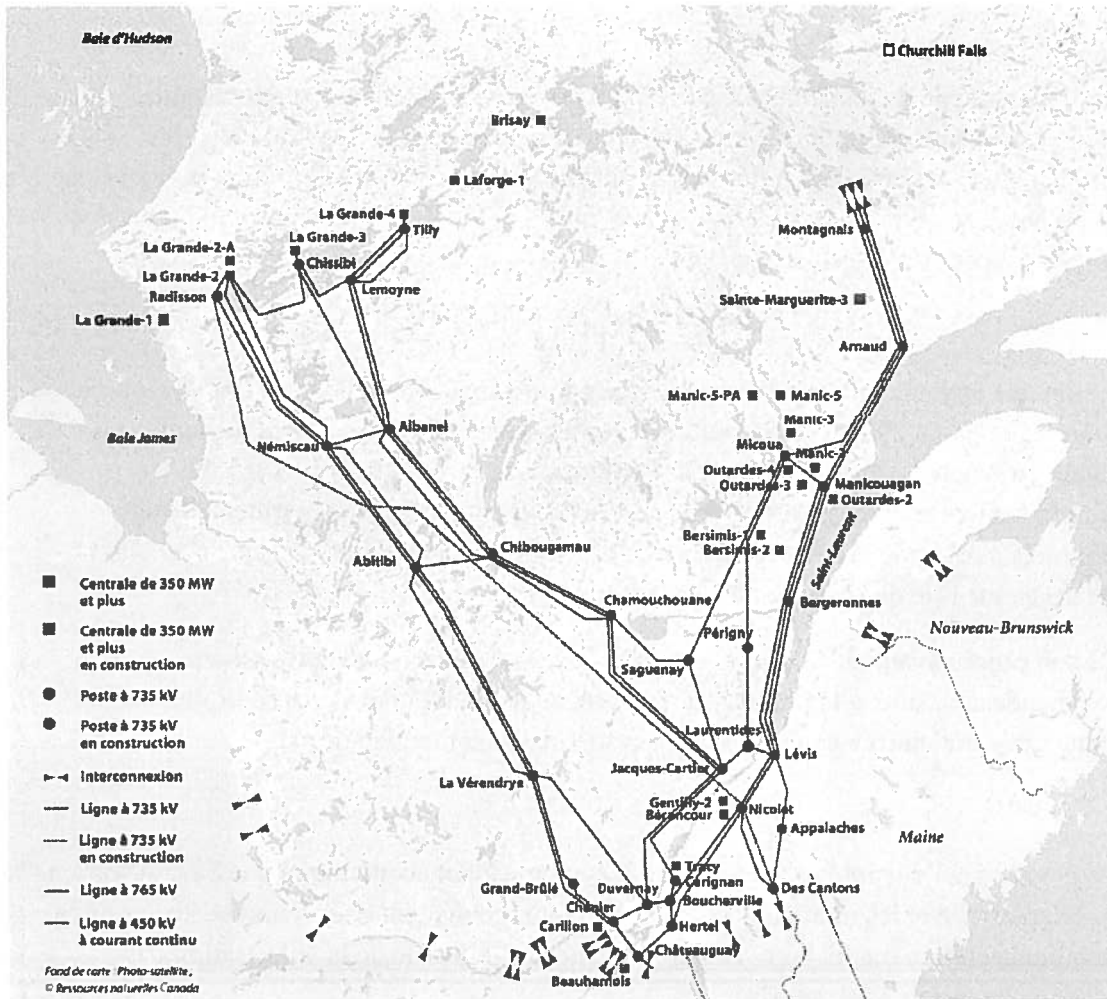 Baie d'Hudson
Churchill Falls
Brisay
Laforge-1
La Grande-4
Tilly
Montagnais
La Grande-3
La Grande-2-A
Chissibi
La Grande-2
Lemoyne
Radisson
Sainte-Marguerite-3
La Grande-1
Arnaud
Manic-5-PA
Manic-5
Manic-3
Albanel
Baie James
Némiscau
Micoua
Outardes-4
Manicouagan
Outardes-3
Outardes-2
Bersimis-1
Bersimis-2
Saint-Laurent
Chibougamau
Abitibi
Chamouchouane
Bergeronnes
Périgny
Nouveau-Brunswick
Saguenay
Centrale de 350 MW
et plus
Centrale de 350 MW
et plus
en construction
Poste à 735 kV
Poste à 735 kV
en construction
Interconnexion
Ligne à 735 kV
Ligne à 735 kV
en construction
Ligne à 765 kV
Ligne à 450 kV
à courant continu
Laurentides
Jacques-Cartier
Lévis
La Vérendrye
Gentilly-2
Bécancour
Nicolet
Appalaches
Maine
Tracy
Carignan
Grand-Brûlé
Duvernay
Boucherville
Des Cantons
Chénier
Carillon
Hertel
Châteauguay
Beauharnois
Fond de carte : Photo-satellite,
© Ressources naturelles Canada